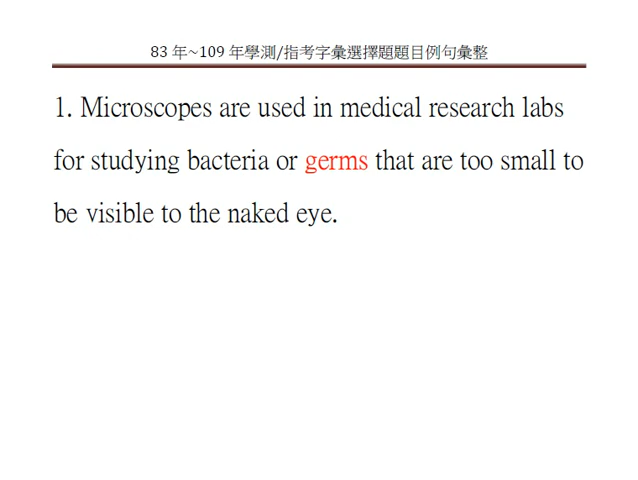 83 年~109 年學測/指考字彙選擇題題目例句彙整
1. Microscopes are used in medical research labs
for studying bacteria or germs that are too small to
be visible to the naked eye.